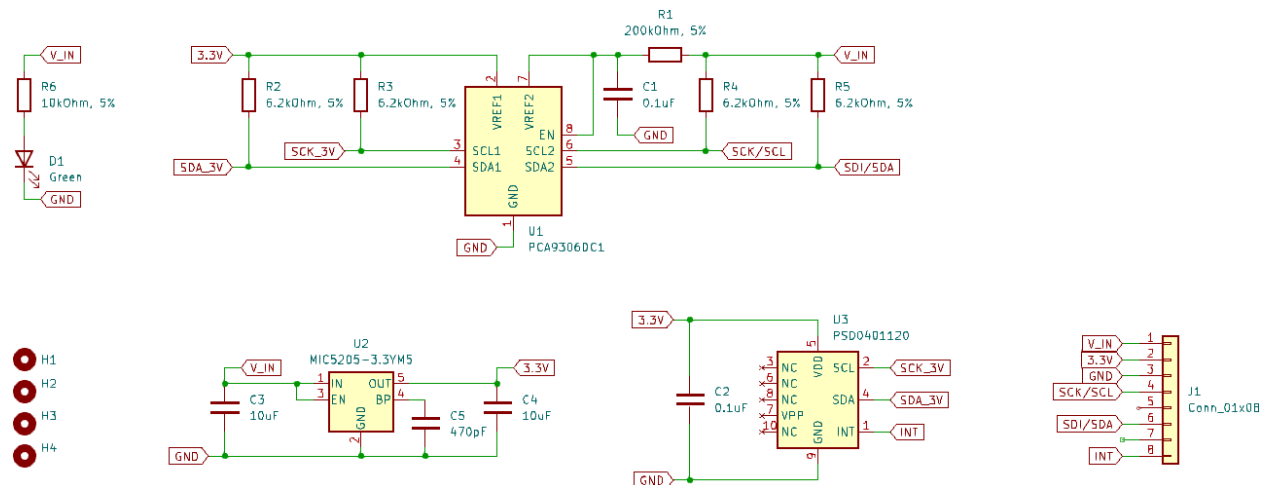 V_IN
R6
10kOhm, 5%
D1
Green
GND
3.3V
R2
6.2kOhm, 5%
R3
6.2kOhm, 5%
SCK_3V
SDA_3V
2
7
VREF1
VREF2
EN
8
3
SCL1
SCL2
6
4
SDA1
SDA2
5
GND
1
GND
U1
PCA9306DC1
R1
200kOhm, 5%
C1
0.1uF
GND
V_IN
R4
6.2kOhm, 5%
R5
6.2kOhm, 5%
SCK/SCL
SDI/SDA
H1
H2
H3
H4
U2
MIC5205-3.3YM5
V_IN
3.3V
1
IN
OUT
5
3
EN
BP
4
GND
2
C3
10uF
C5
470pF
C4
10uF
GND
3.3V
U3
PSD0401120
5
VDD
3
NC
SCL
2
SCK_3V
6
NC
8
NC
SDA
4
SDA_3V
7
VPP
10
NC
INT
1
INT
GND
9
C2
0.1uF
GND
V_IN
1
3.3V
2
GND
3
SCK/SCL
4
5
SDI/SDA
6
7
INT
8
J1
Conn_01x08